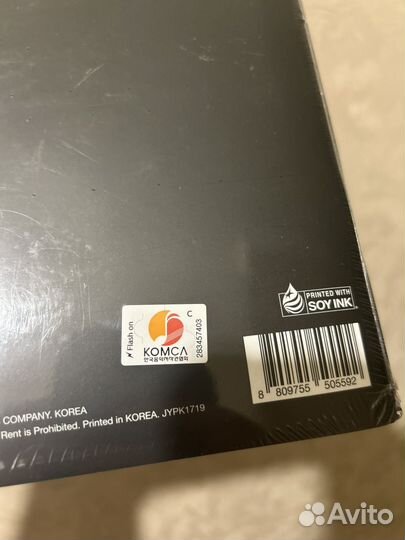 PRINTED WITH
SOY INK
Flash on
C
KOMCA
한국음악저작권협회
283457403
8 809755 505592
COMPANY. KOREA
Rent is Prohibited. Printed in KOREA. JYPK1719
Avito